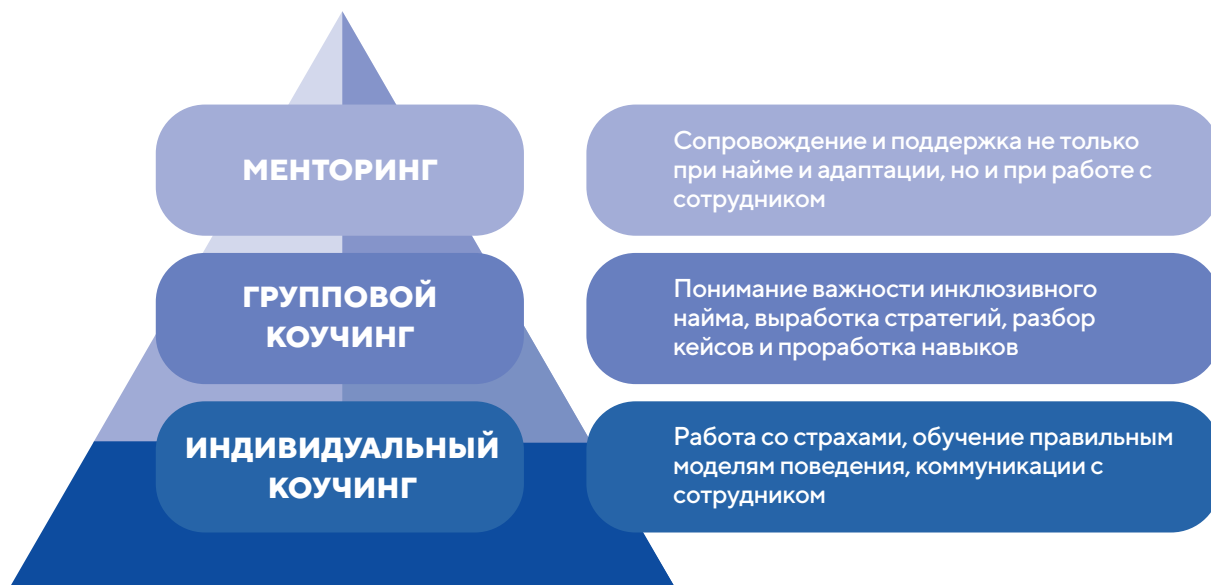 МЕНТОРИНГ
Сопровождение и поддержка не только
при найме и адаптации, но и при работе с
сотрудником
ГРУППОВОЙ
КОУЧИНГ
Понимание важности инклюзивного
найма, выработка стратегий, разбор
кейсов и проработка навыков
ИНДИВИДУАЛЬНЫЙ
КОУЧИНГ
Работа со страхами, обучение правильным
моделям поведения, коммуникации с
сотрудником